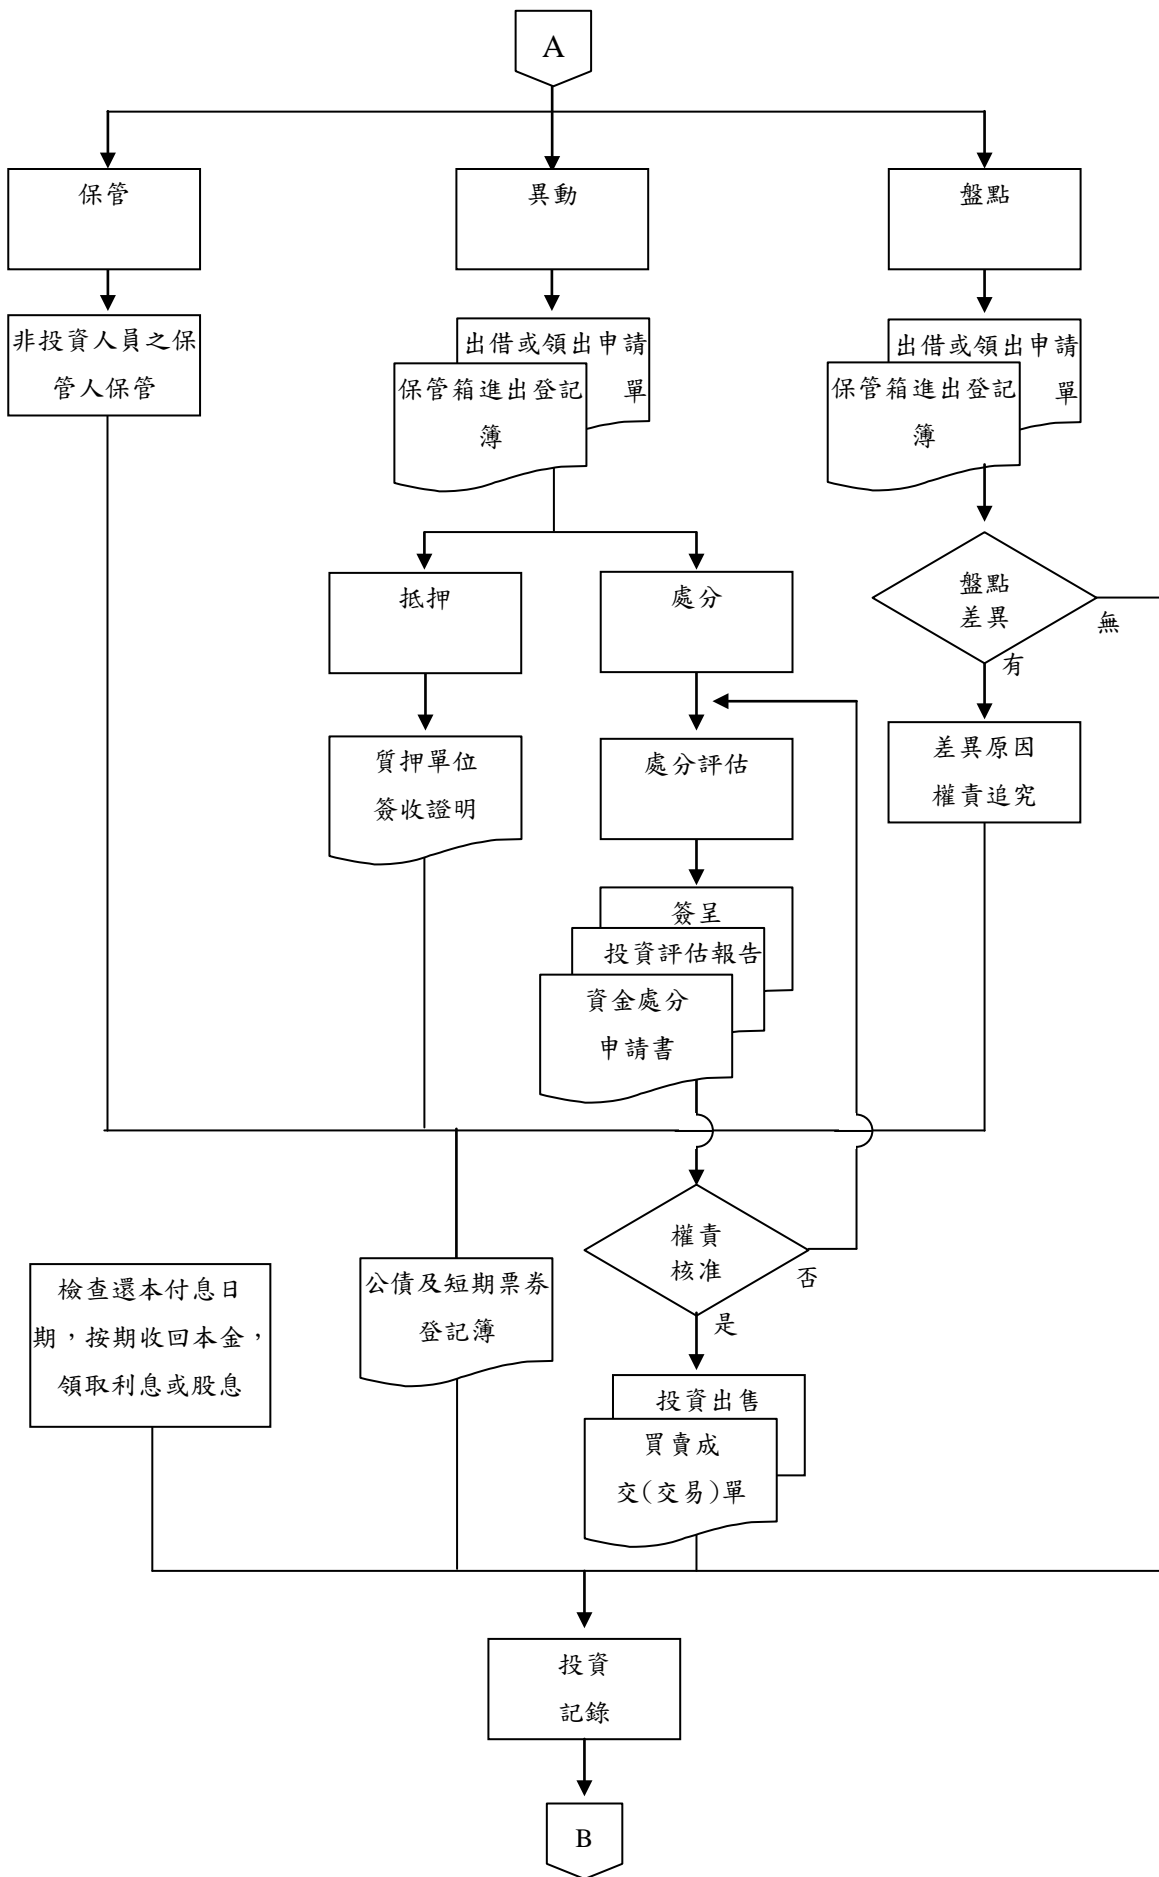 A
保管
異動
盤點
非投資人員之保
管人保管
出借或領出申請
單
保管箱進出登記
簿
出借或領出申請
單
保管箱進出登記
簿
抵押
處分
盤點
差異
無
有
質押單位
簽收證明
處分評估
差異原因
權責追究
簽呈
投資評估報告
資金處分
申請書
權責
核准
否
是
檢查還本付息日
期，按期收回本金，
領取利息或股息
公債及短期票券
登記簿
投資出售
買賣成
交(交易)單
投資
記錄
B